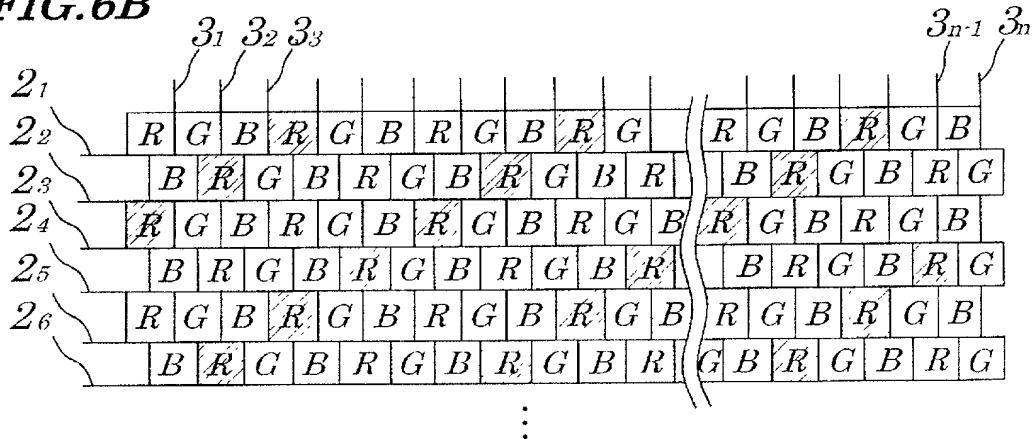 FIG.6B
3₁ 3₂ 3₃ 3ₙ₋₁ 3ₙ
2₁
2₂ R G B R G B R G B R G R G B R G B
2₃ B R G B R G B R G B R B R G B R G
2₄ R G B R G B R G B R G B R G B R G B
2₅ B R G B R G B R G B R B R G B R G
2₆ R G B R G B R G B R G B R G B R G B
B R G B R G B R G B R G B R G B R G
⋮